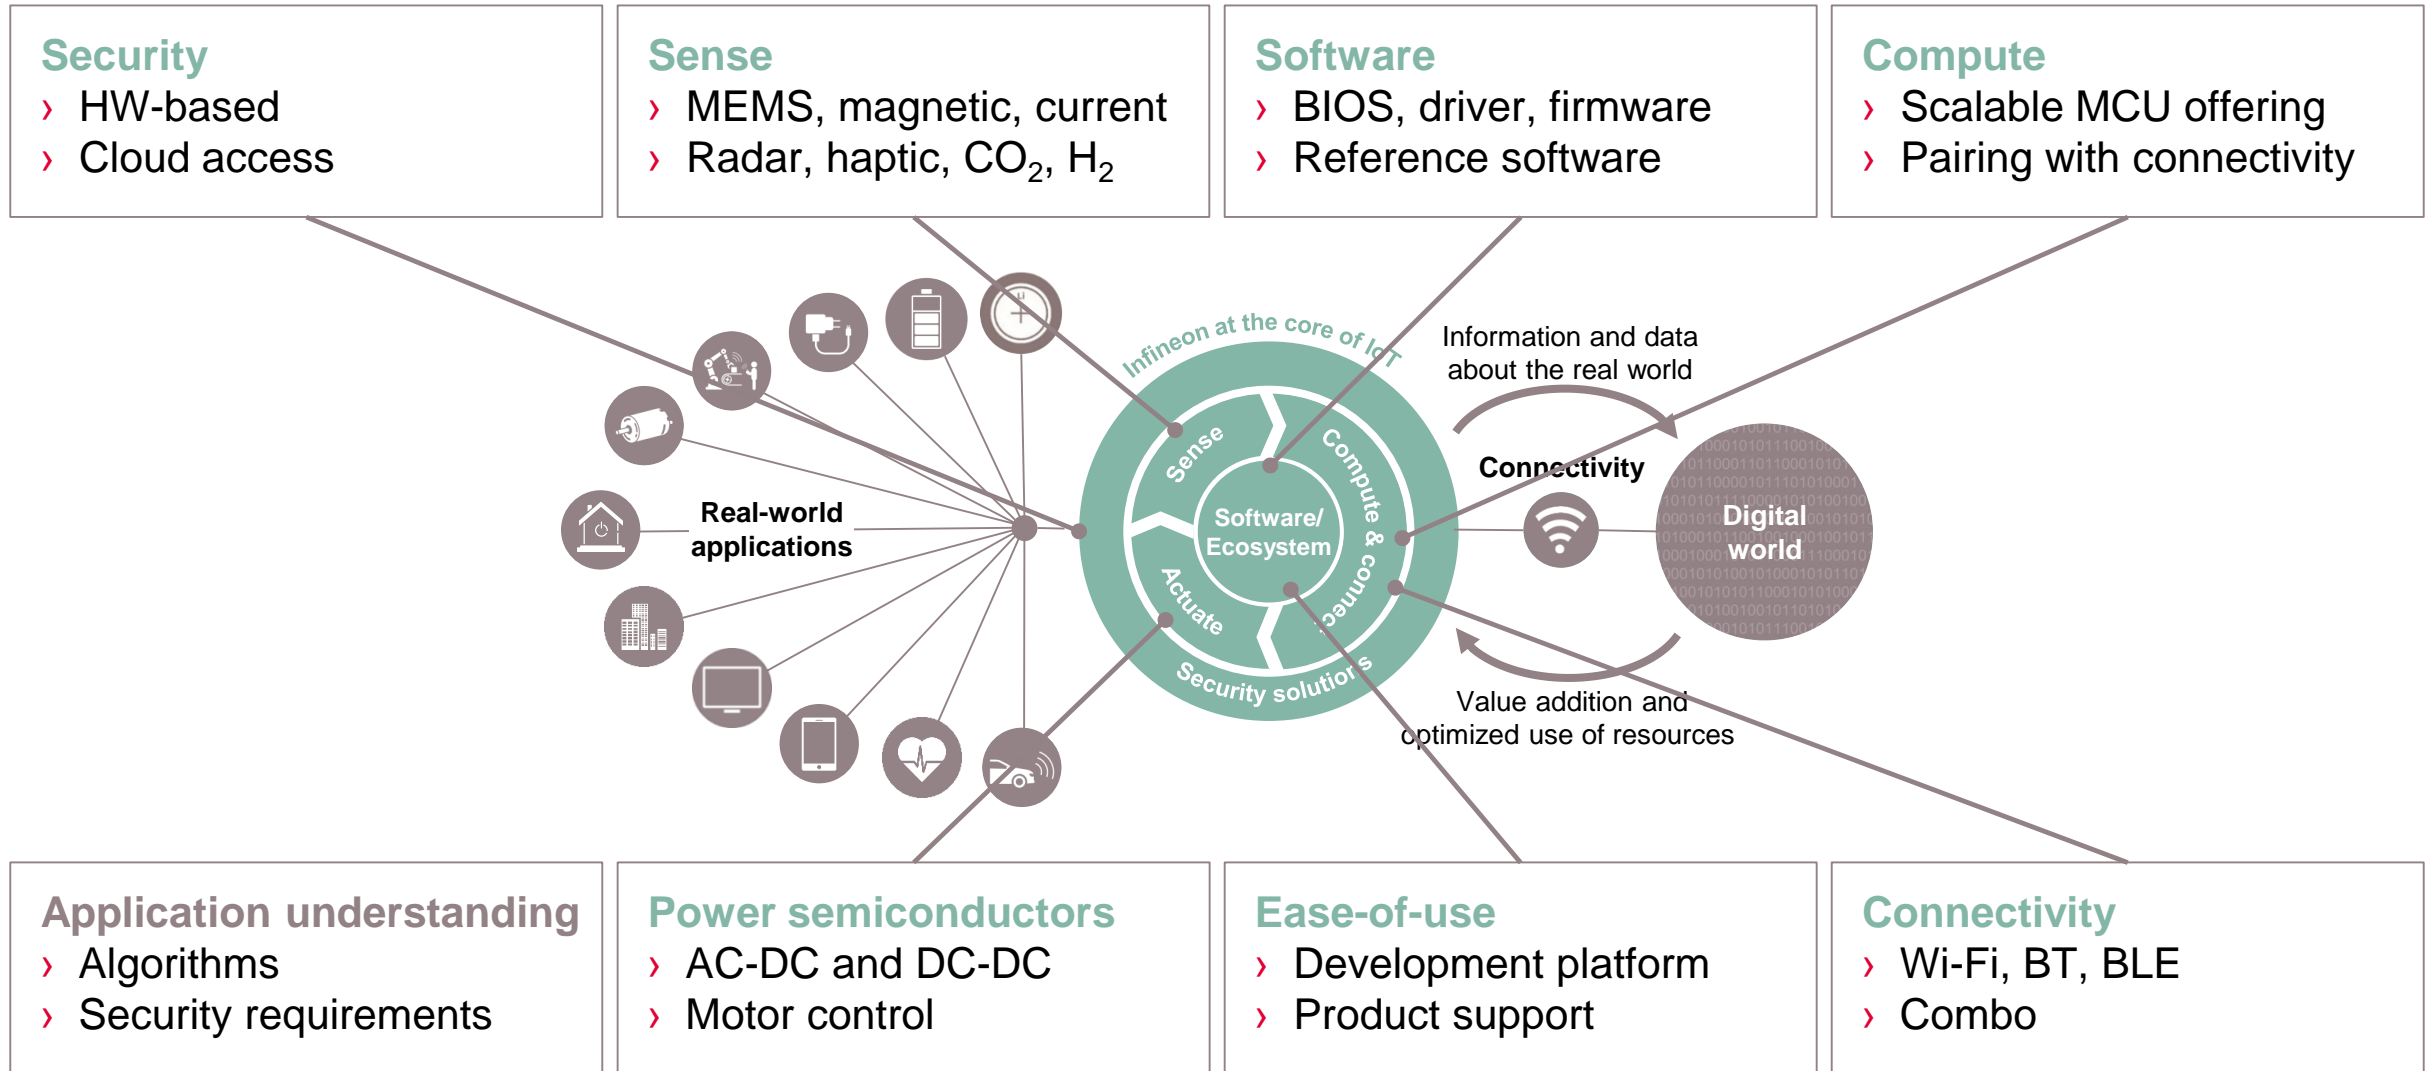 Security
› HW-based
› Cloud access
Sense
› MEMS, magnetic, current
› Radar, haptic, CO₂, H₂
Software
› BIOS, driver, firmware
› Reference software
Compute
› Scalable MCU offering
› Pairing with connectivity
Infineon at the core of IoT
Sense
Compute & connect
Actuate
Software/
Ecosystem
Security solutions
Real-world
applications
Information and data
about the real world
Connectivity
Digital
world
Value addition and
optimized use of resources
Application understanding
› Algorithms
› Security requirements
Power semiconductors
› AC-DC and DC-DC
› Motor control
Ease-of-use
› Development platform
› Product support
Connectivity
› Wi-Fi, BT, BLE
› Combo